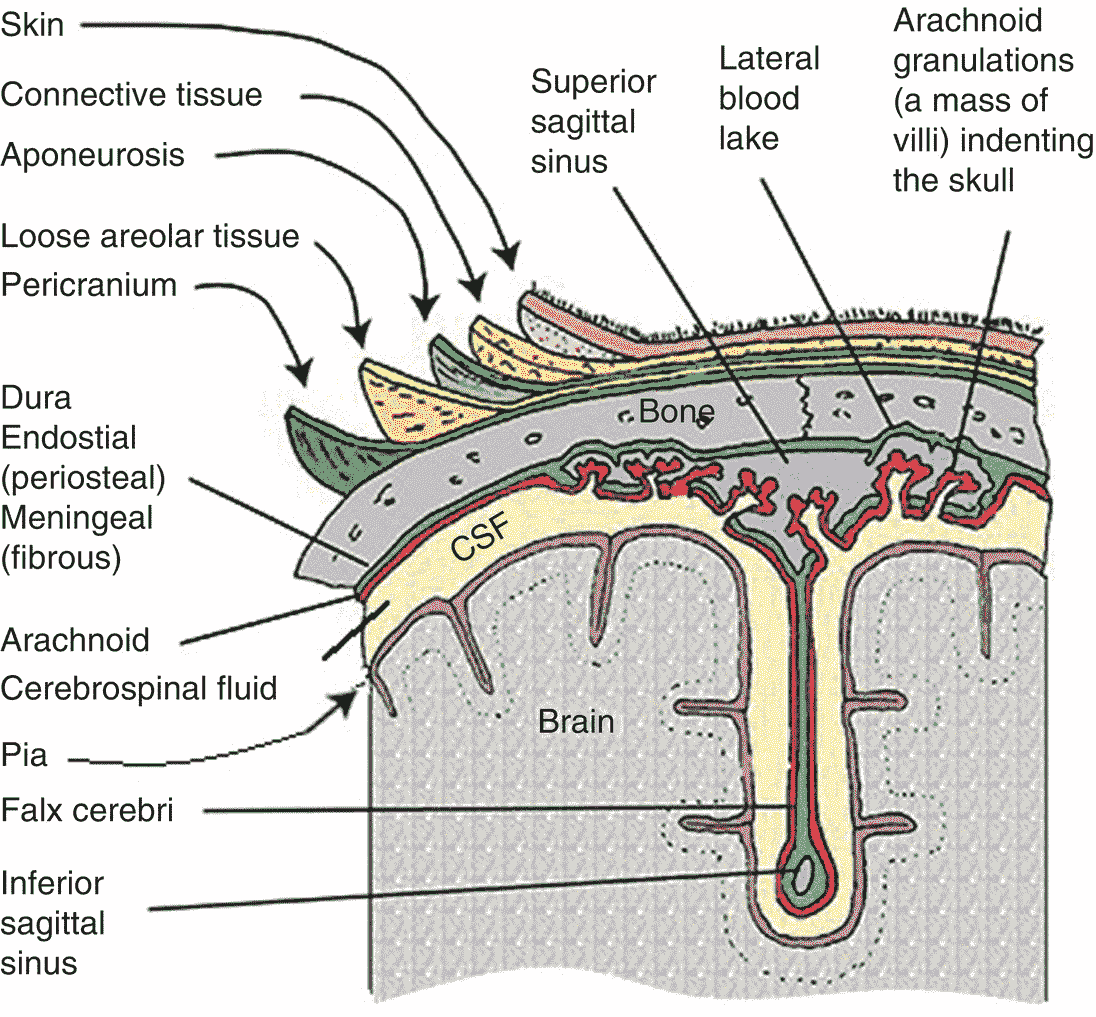 Skin
Connective tissue
Aponeurosis
Loose areolar tissue
Pericranium
Dura
Endostial
(periosteal)
Meningeal
(fibrous)
Arachnoid
Cerebrospinal fluid
Pia
Falx cerebri
Inferior
sagittal
sinus
Superior
sagittal
sinus
Lateral
blood
lake
Arachnoid
granulations
(a mass of
villi) indenting
the skull
Bone
CSF
Brain